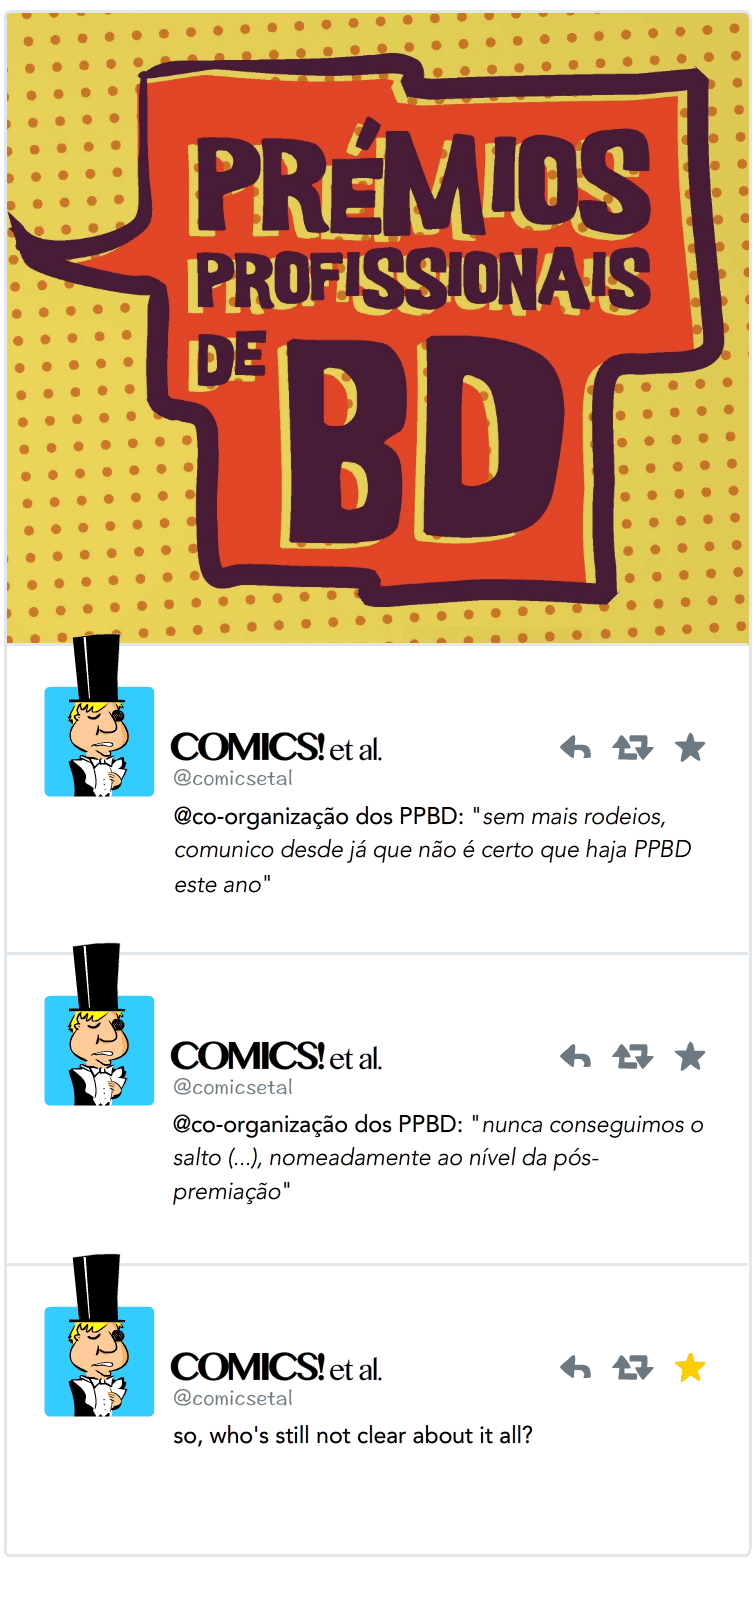 PRÉMIOS
PROFISSIONAIS
DE BD
COMICS! et al.
@comicsetal
@co-organização dos PPBD: "sem mais rodeios,
comunico desde já que não é certo que haja PPBD
este ano"
COMICS! et al.
@comicsetal
@co-organização dos PPBD: "nunca conseguimos o
salto (...), nomeadamente ao nível da pós-
premiação"
COMICS! et al.
@comicsetal
so, who's still not clear about it all?